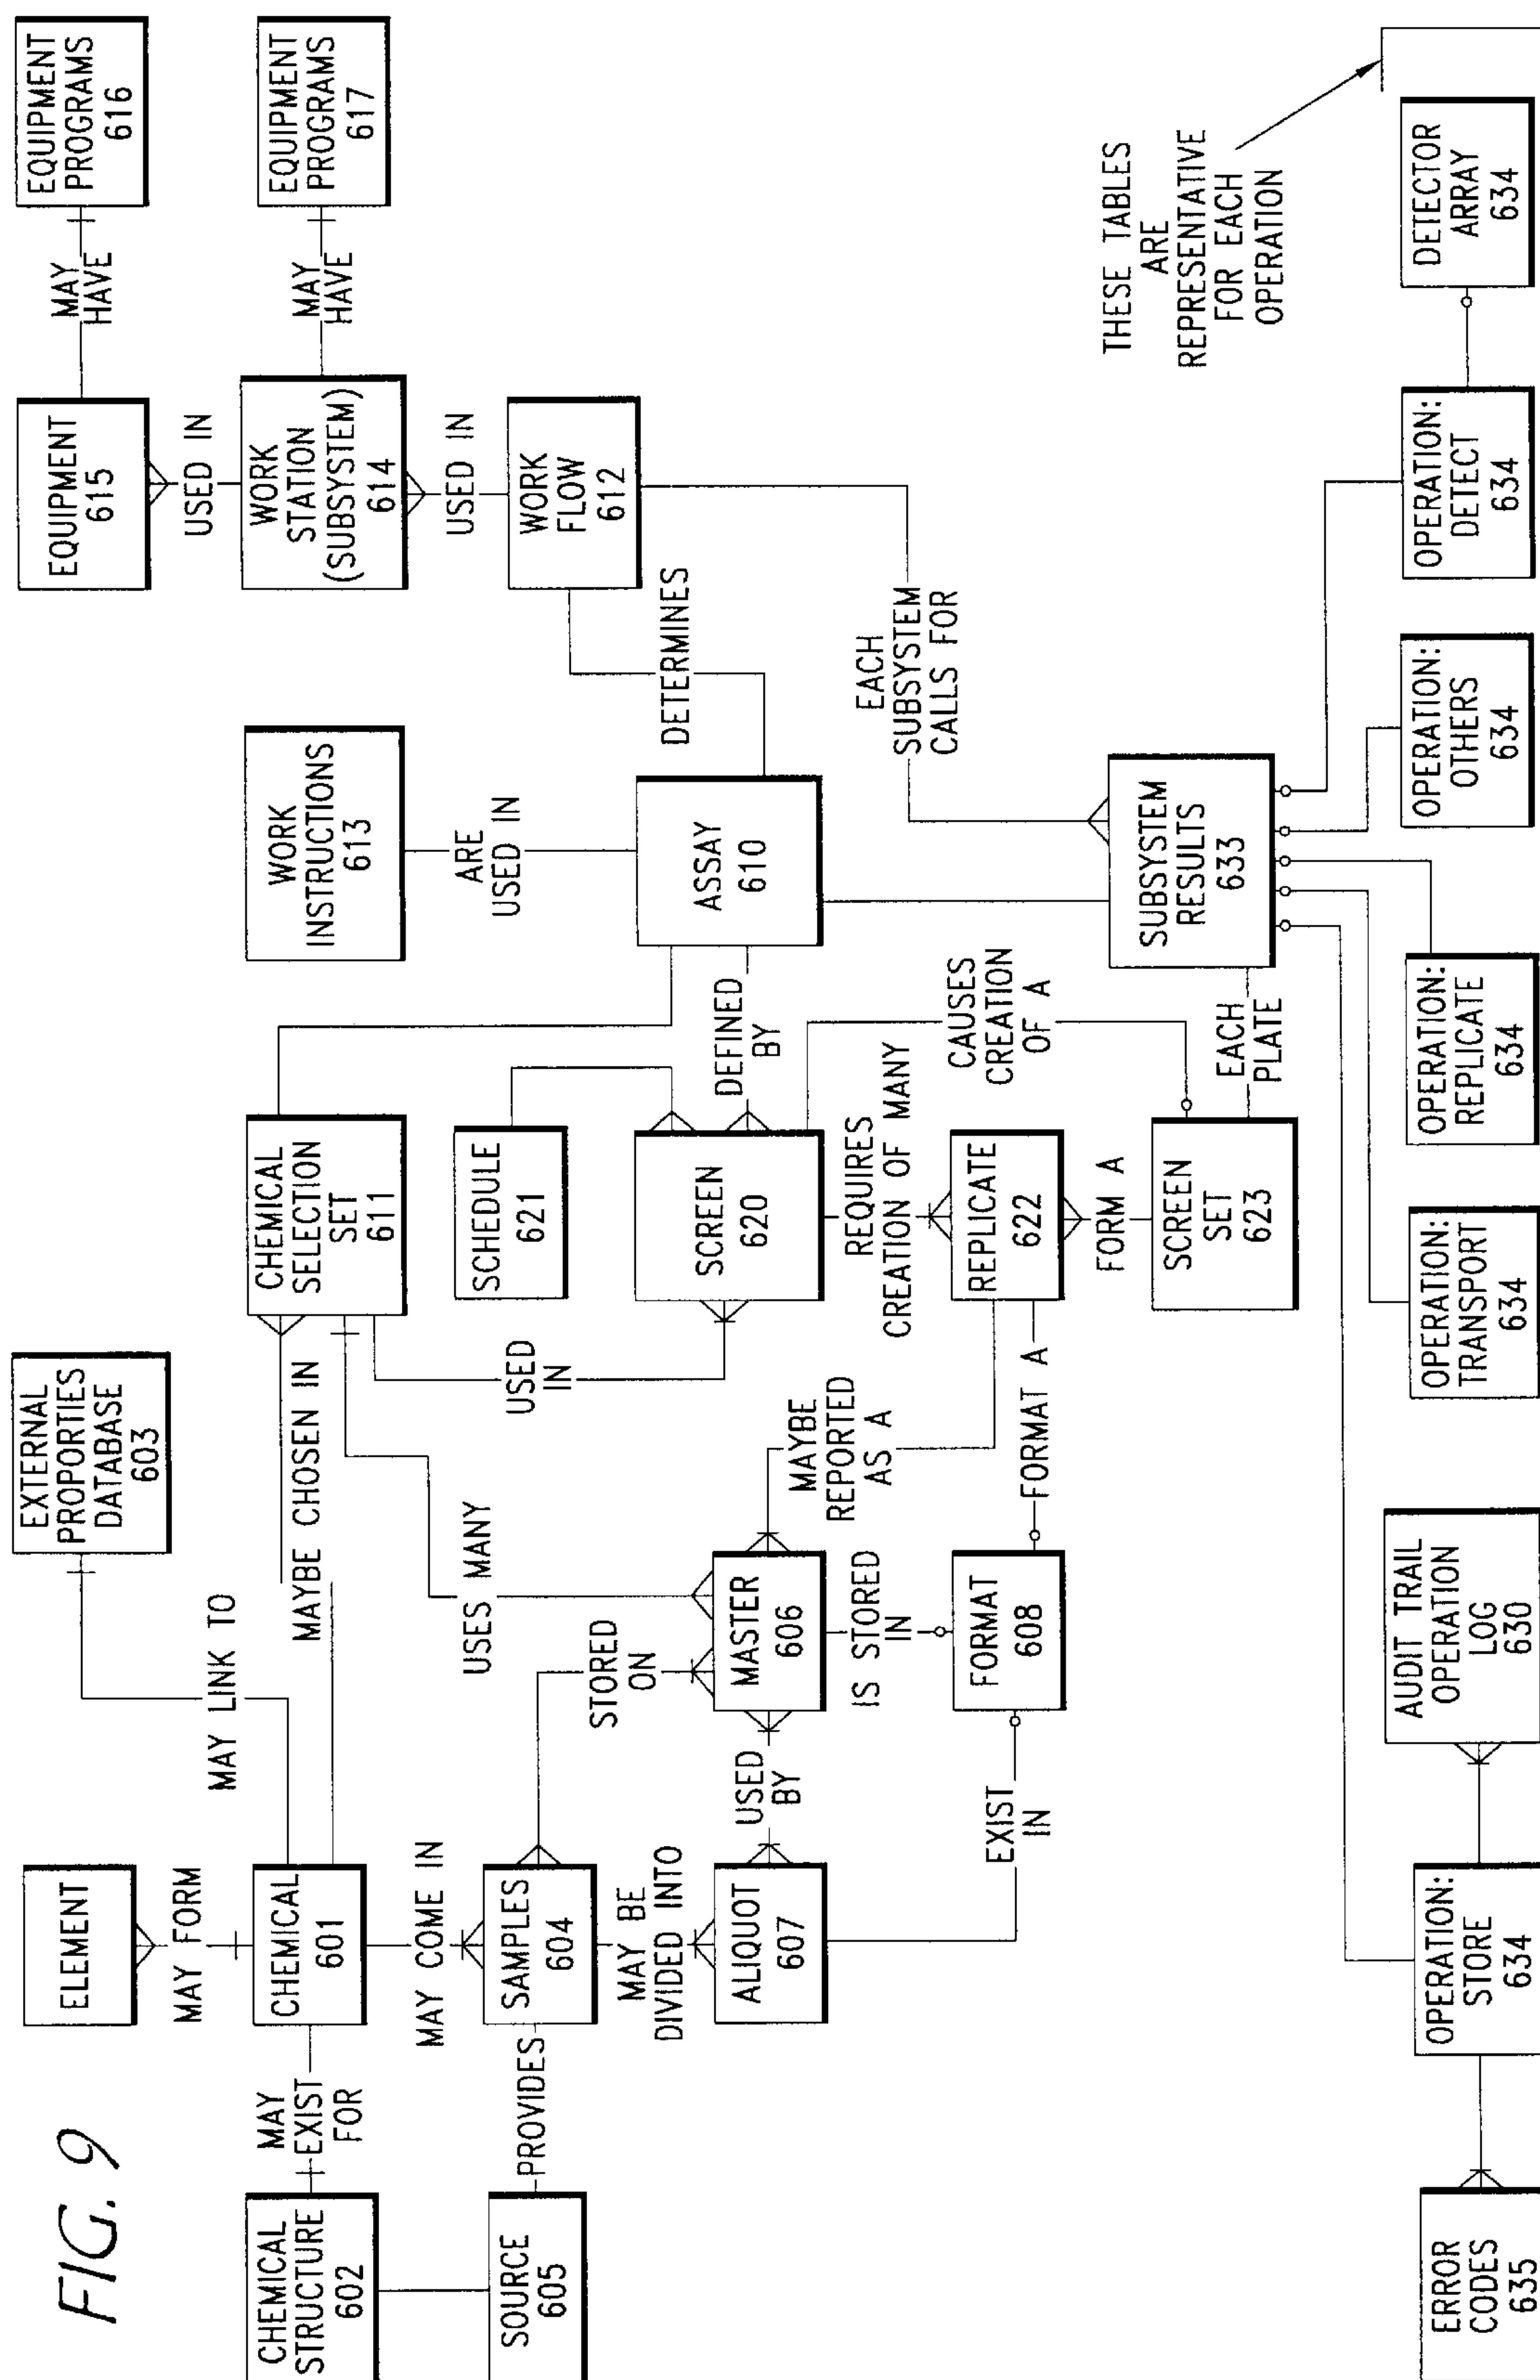 FIG. 9
ELEMENT
MAY FORM
EXTERNAL
PROPORTIES
DATABASE
603
MAY LINK TO
CHEMICAL
STRUCTURE
602
MAY
EXIST
FOR
CHEMICAL
601
MAYBE CHOSEN IN
CHEMICAL
SELECTION
SET
611
WORK
INSTRUCTIONS
613
ARE
USED IN
EQUIPMENT
615
MAY
HAVE
EQUIPMENT
PROGRAMS
616
USED IN
WORK
STATION
(SUBSYSTEM)
614
MAY
HAVE
EQUIPMENT
PROGRAMS
617
USED IN
WORK
FLOW
612
DETERMINES
MAY COME IN
SOURCE
605
PROVIDES
SAMPLES
604
STORED
ON
USES MANY
USED
IN
SCHEDULE
621
MAY BE
DIVIDED INTO
ALIQUOT
607
USED
BY
MASTER
606
MAYBE
REPORTED
AS A
SCREEN
620
DEFINED
BY
ASSAY
610
EACH
SUBSYSTEM
CALLS FOR
IS STORED
IN
EXIST
IN
FORMAT
608
FORMAT A
REQUIRES
CREATION OF MANY
REPLICATE
622
CAUSES
CREATION
OF A
FORM A
SCREEN
SET
623
EACH
PLATE
SUBSYSTEM
RESULTS
633
THESE TABLES
ARE
REPRESENTATIVE
FOR EACH
OPERATION
ERROR
CODES
635
OPERATION:
STORE
634
AUDIT TRAIL
OPERATION
LOG
630
OPERATION:
TRANSPORT
634
OPERATION:
REPLICATE
634
OPERATION:
OTHERS
634
OPERATION:
DETECT
634
DETECTOR
ARRAY
634